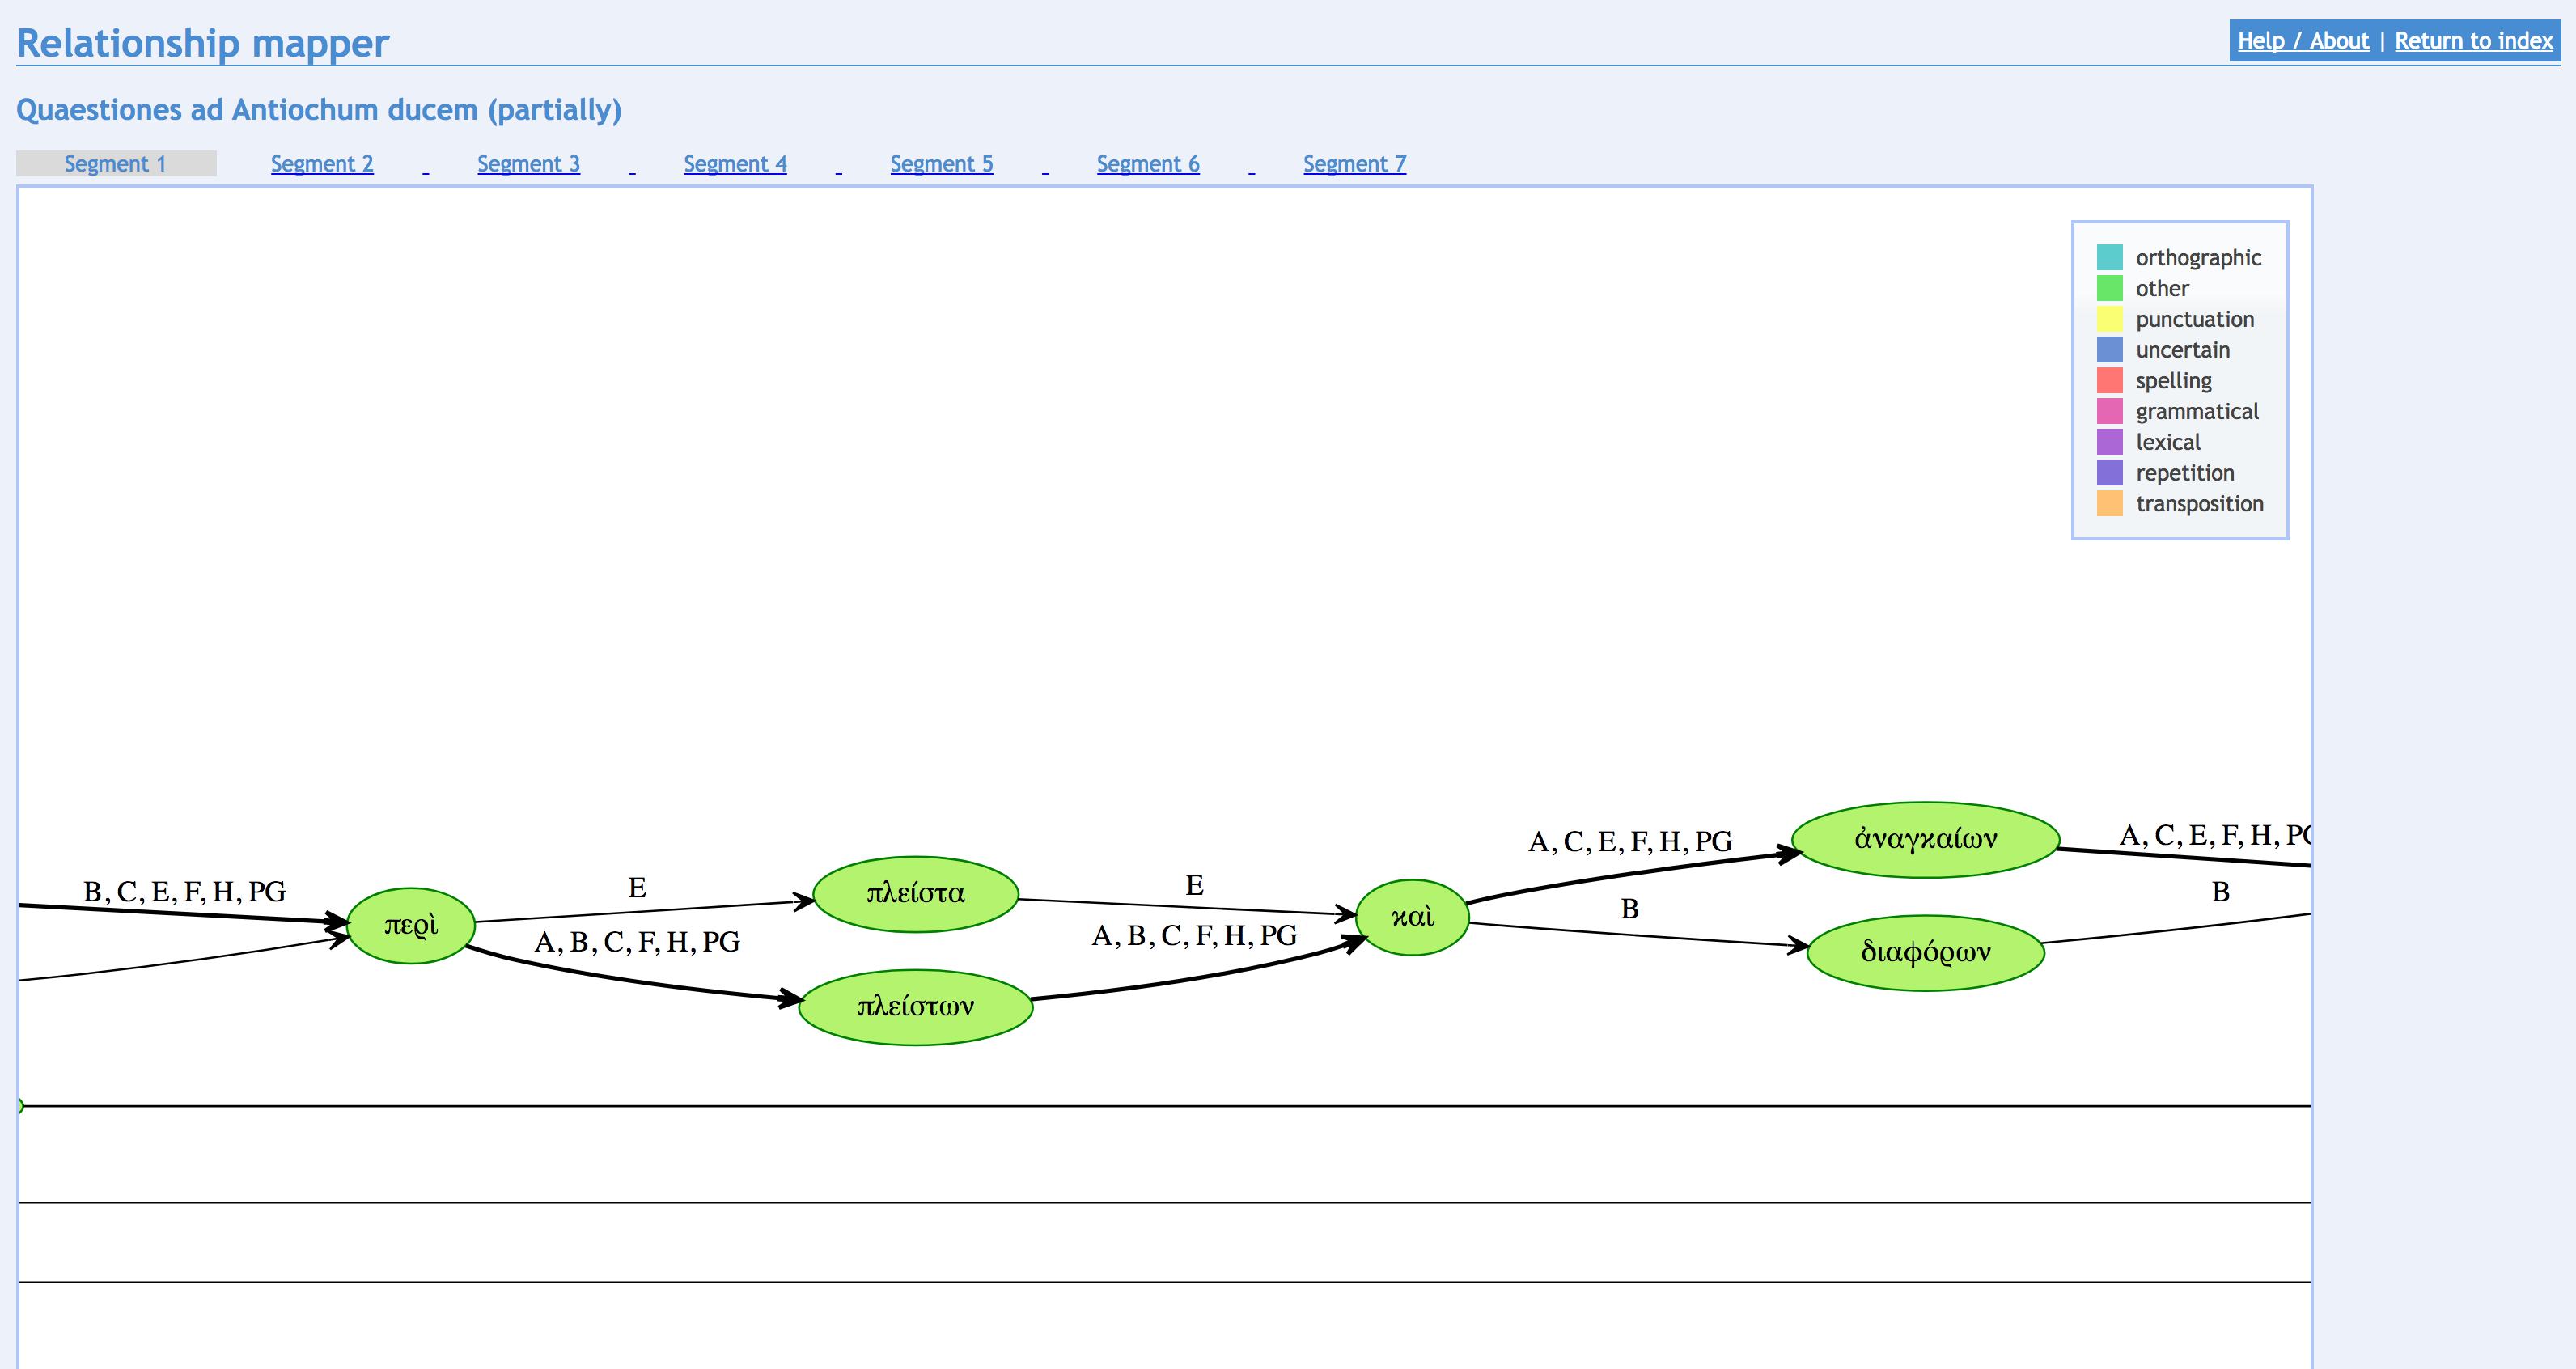 Relationship mapper
Help / About | Return to index
Quaestiones ad Antiochum ducem (partially)
Segment 1 Segment 2 Segment 3 Segment 4 Segment 5 Segment 6 Segment 7
orthographic
other
punctuation
uncertain
spelling
grammatical
lexical
repetition
transposition
B, C, E, F, H, PG
περὶ
E
πλείστα
A, B, C, F, H, PG
πλείστων
E
A, B, C, F, H, PG
καὶ
A, C, E, F, H, PG
ἀναγκαίων
B
διαφόρων
A, C, E, F, H, PG
B